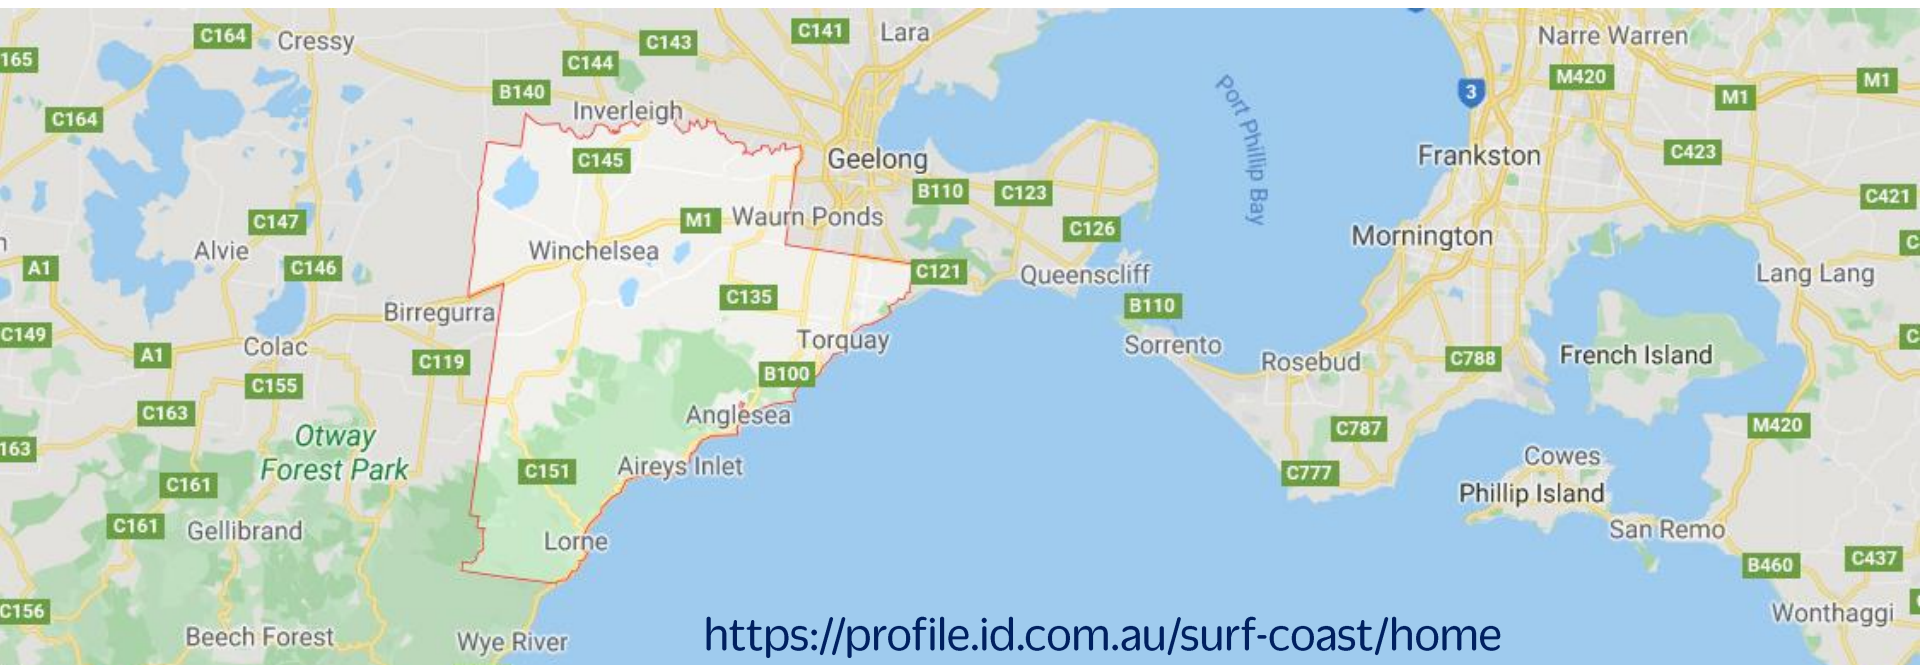 C164
Cressy
C143
C141
Lara
Narre Warren
165
C144
B140
M420
M1
3
M1
C164
Inverleigh
Port Phillip Bay
C145
Geelong
Frankston
C423
B110
C123
C421
C147
M1
Waurn Ponds
C126
Alvie
Winchelsea
Mornington
A1
C146
C121
Queenscliff
Lang Lang
Birregurra
C135
B110
C149
Torquay
Sorrento
Colac
A1
C119
Rosebud
C788
French Island
C155
B100
C163
Anglesea
C787
M420
163
Otway
Forest Park
C151
Aireys Inlet
C777
Cowes
C161
Phillip Island
C161
Gellibrand
Lorne
San Remo
B460
C437
C156
Wonthaggi
Beech Forest
Wye River
https://profile.id.com.au/surf-coast/home